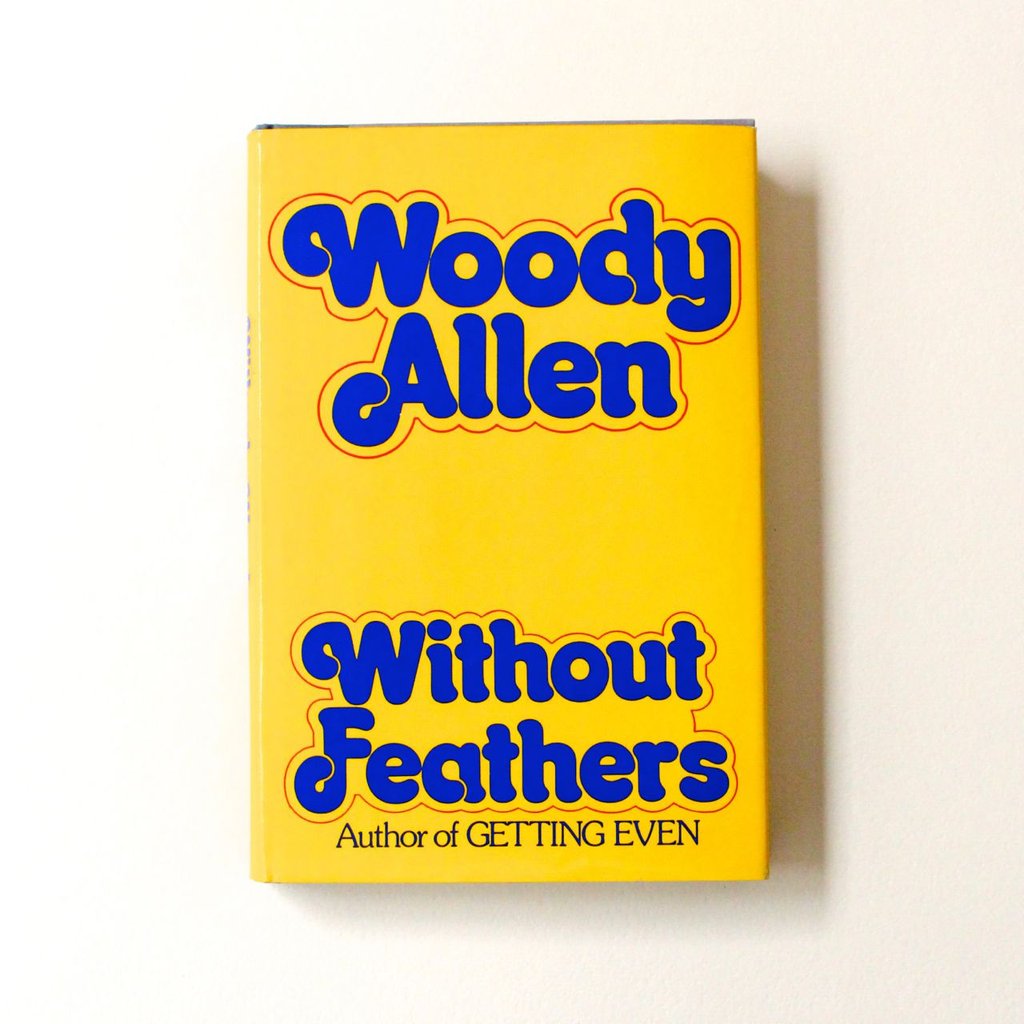 Woody
Allen
Without
Feathers
Author of GETTING EVEN